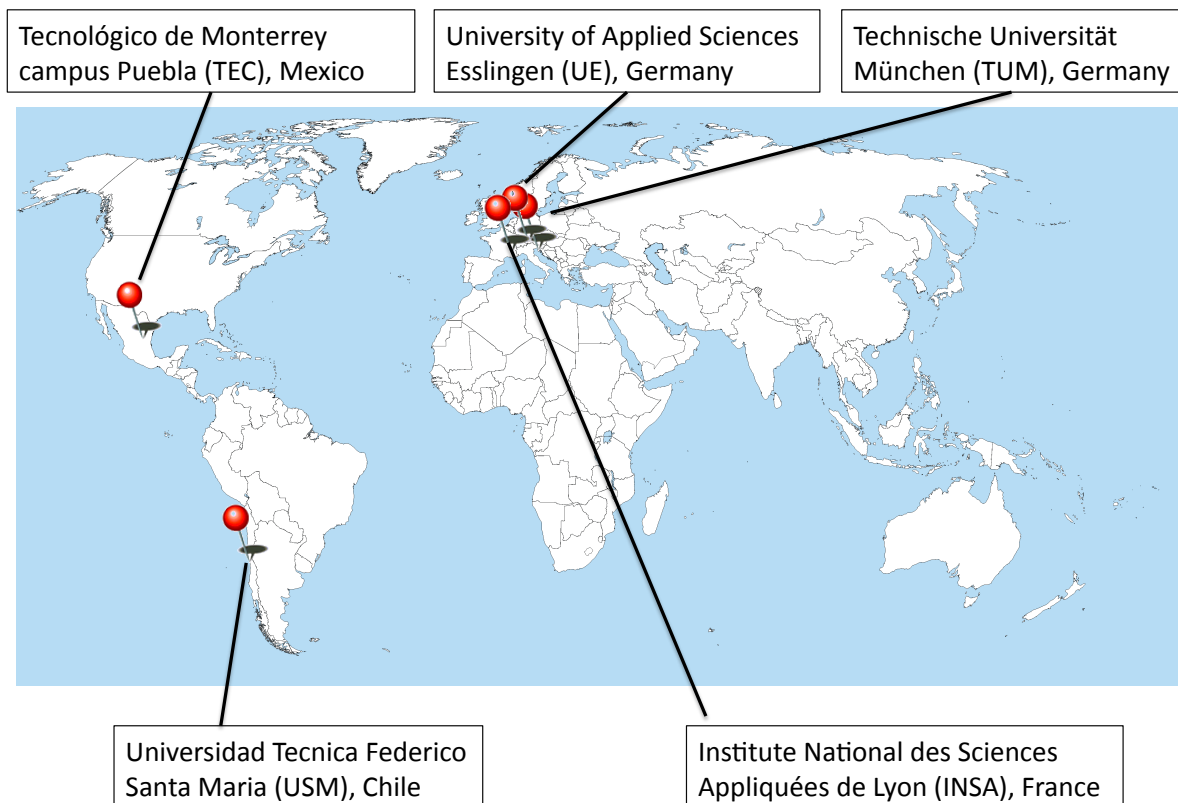 Tecnológico de Monterrey
campus Puebla (TEC), Mexico
University of Applied Sciences
Esslingen (UE), Germany
Technische Universität
München (TUM), Germany
Universidad Tecnica Federico
Santa Maria (USM), Chile
Institute National des Sciences
Appliquées de Lyon (INSA), France